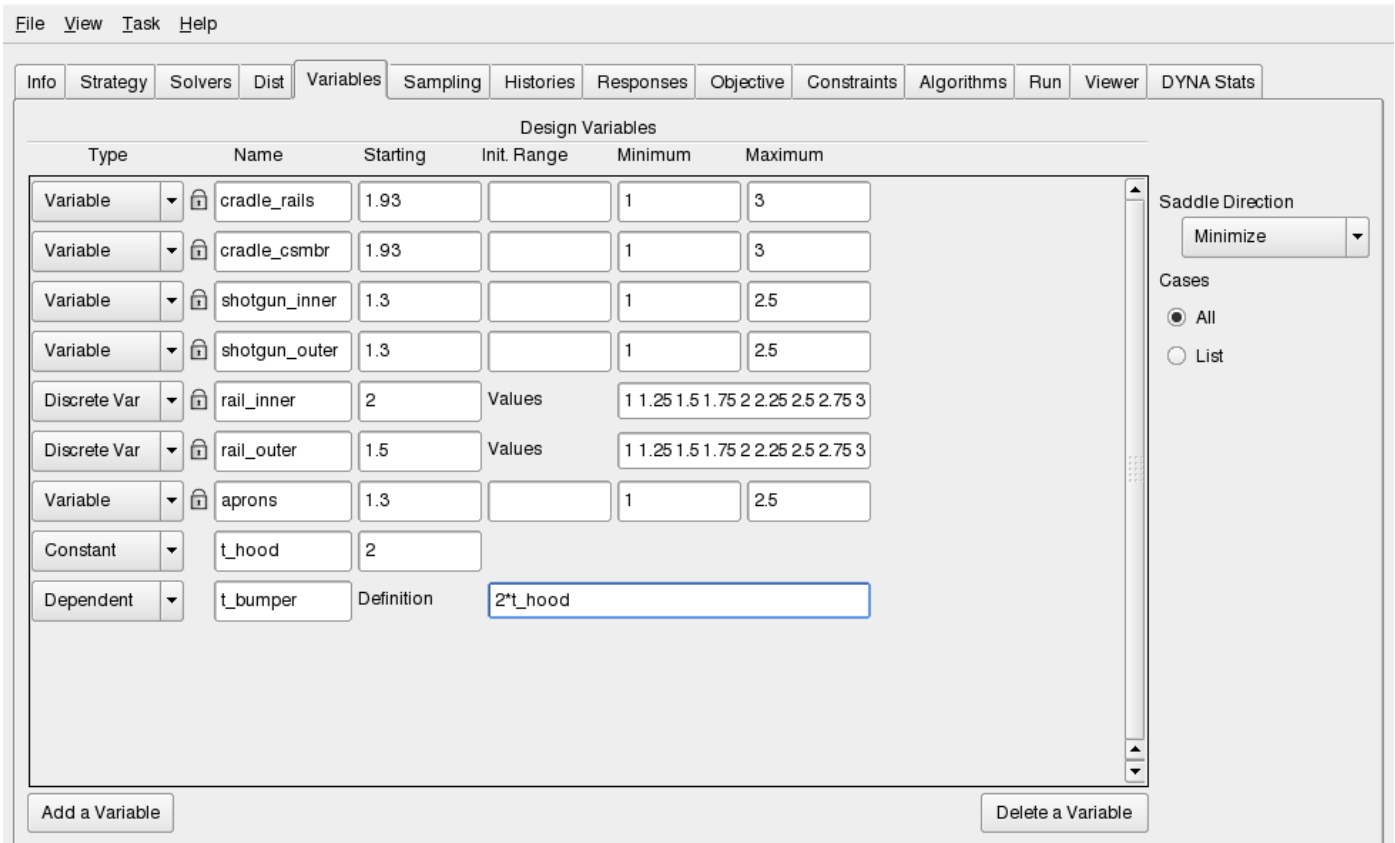 File View Task Help
Info Strategy Solvers Dist Variables Sampling Histories Responses Objective Constraints Algorithms Run Viewer DYNA Stats
Design Variables
Type Name Starting Init. Range Minimum Maximum
Variable cradle_rails 1.93 1 3
Saddle Direction
Minimize
Variable cradle_csmbr 1.93 1 3
Cases
Variable shotgun_inner 1.3 1 2.5
All
Variable shotgun_outer 1.3 1 2.5
List
Discrete Var rail_inner 2 Values 1 1.25 1.5 1.75 2 2.25 2.5 2.75 3
Discrete Var rail_outer 1.5 Values 1 1.25 1.5 1.75 2 2.25 2.5 2.75 3
Variable aprons 1.3 1 2.5
Constant t_hood 2
Dependent t_bumper Definition 2*t_hood
Add a Variable Delete a Variable